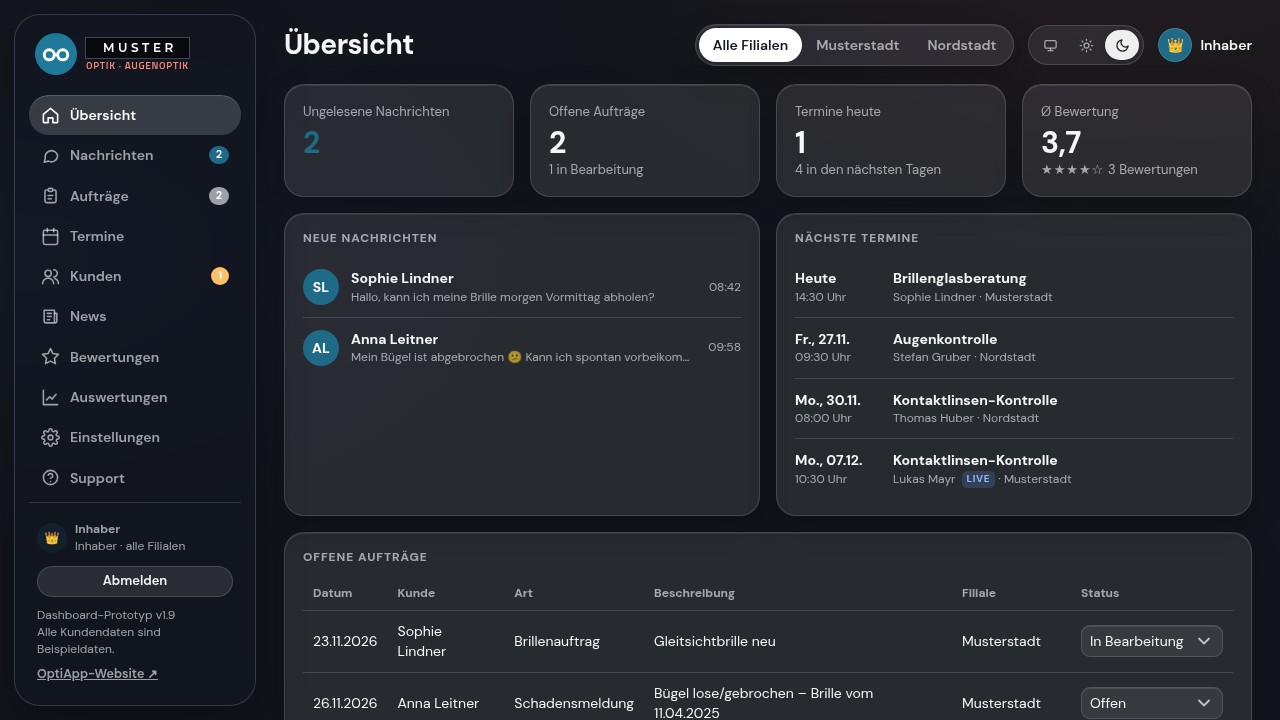 MUSTER
OPTIK · AUGENOPTIK
Übersicht
Nachrichten 2
Aufträge 2
Termine
Kunden 1
News
Bewertungen
Auswertungen
Einstellungen
Support
Inhaber
Inhaber · alle Filialen
Abmelden
Dashboard-Prototyp v1.9
Alle Kundendaten sind
Beispieldaten.
OptiApp-Website ↗
Übersicht
Alle Filialen Musterstadt Nordstadt
Inhaber
Ungelesene Nachrichten
2
Offene Aufträge
2
1 in Bearbeitung
Termine heute
1
4 in den nächsten Tagen
Ø Bewertung
3,7
★★★★☆ 3 Bewertungen
NEUE NACHRICHTEN
SL
Sophie Lindner
Hallo, kann ich meine Brille morgen Vormittag abholen?
08:42
AL
Anna Leitner
Mein Bügel ist abgebrochen 😕 Kann ich spontan vorbeikom…
09:58
NÄCHSTE TERMINE
Heute Brillenglasberatung
14:30 Uhr Sophie Lindner · Musterstadt
Fr., 27.11. Augenkontrolle
09:30 Uhr Stefan Gruber · Nordstadt
Mo., 30.11. Kontaktlinsen-Kontrolle
08:00 Uhr Thomas Huber · Nordstadt
Mo., 07.12. Kontaktlinsen-Kontrolle
10:30 Uhr Lukas Mayr LIVE · Musterstadt
OFFENE AUFTRÄGE
Datum Kunde Art Beschreibung Filiale Status
23.11.2026 Sophie Lindner Brillenauftrag Gleitsichtbrille neu Musterstadt In Bearbeitung
26.11.2026 Anna Leitner Schadensmeldung Bügel lose/gebrochen – Brille vom 11.04.2025 Musterstadt Offen